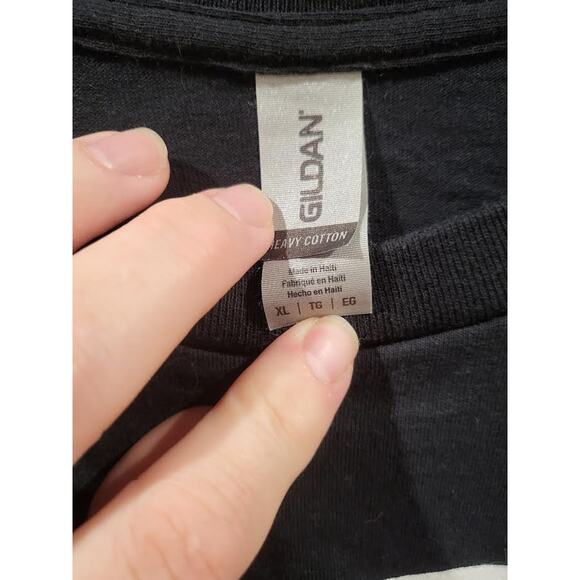 GILDAN®
HEAVY COTTON
Made in Haiti
Fabriqué en Haïti
Hecho en Haití
XL | TG | EG